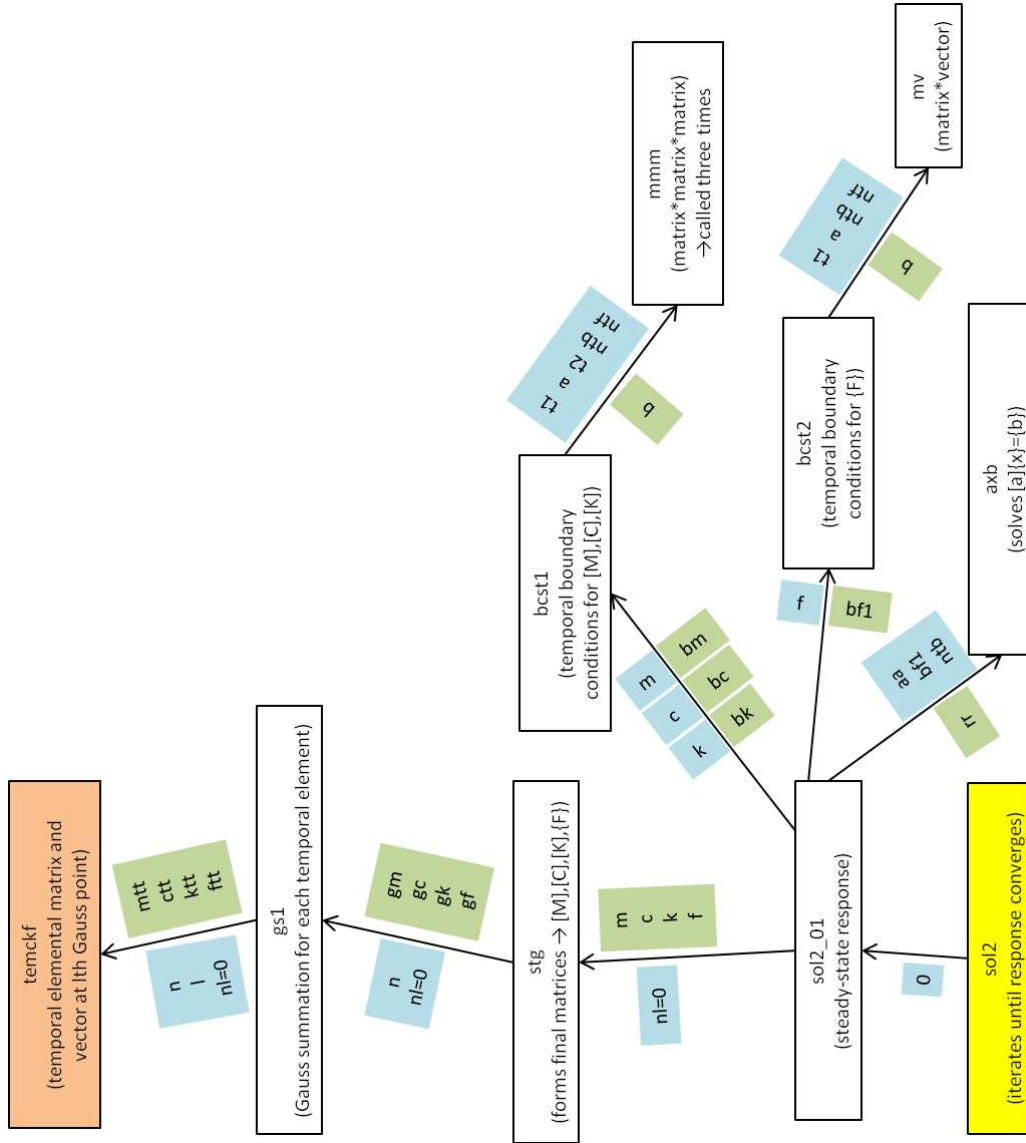 temckf
(temporal elemental matrix and
vector at lth Gauss point)
n
l
nl=0
mtt
ctt
ktt
ftt
gs1
(Gauss summation for each temporal element)
n
nl=0
gm
gc
gk
gf
stg
(forms final matrices → [M],[C],[K],{F})
nl=0
m
c
k
f
sol2_01
(steady-state response)
0
sol2
(iterates until response converges)
k
c
m
bk
bc
bm
bcst1
(temporal boundary
conditions for [M],[C],[K])
t1
a
t2
ntb
ntf
b
mmm
(matrix*matrix*matrix)
→called three times
f
bf1
bcst2
(temporal boundary
conditions for {F})
t1
a
ntb
ntf
b
mv
(matrix*vector)
aa
bf1
ntb
rr
axb
(solves [a]{x}={b})